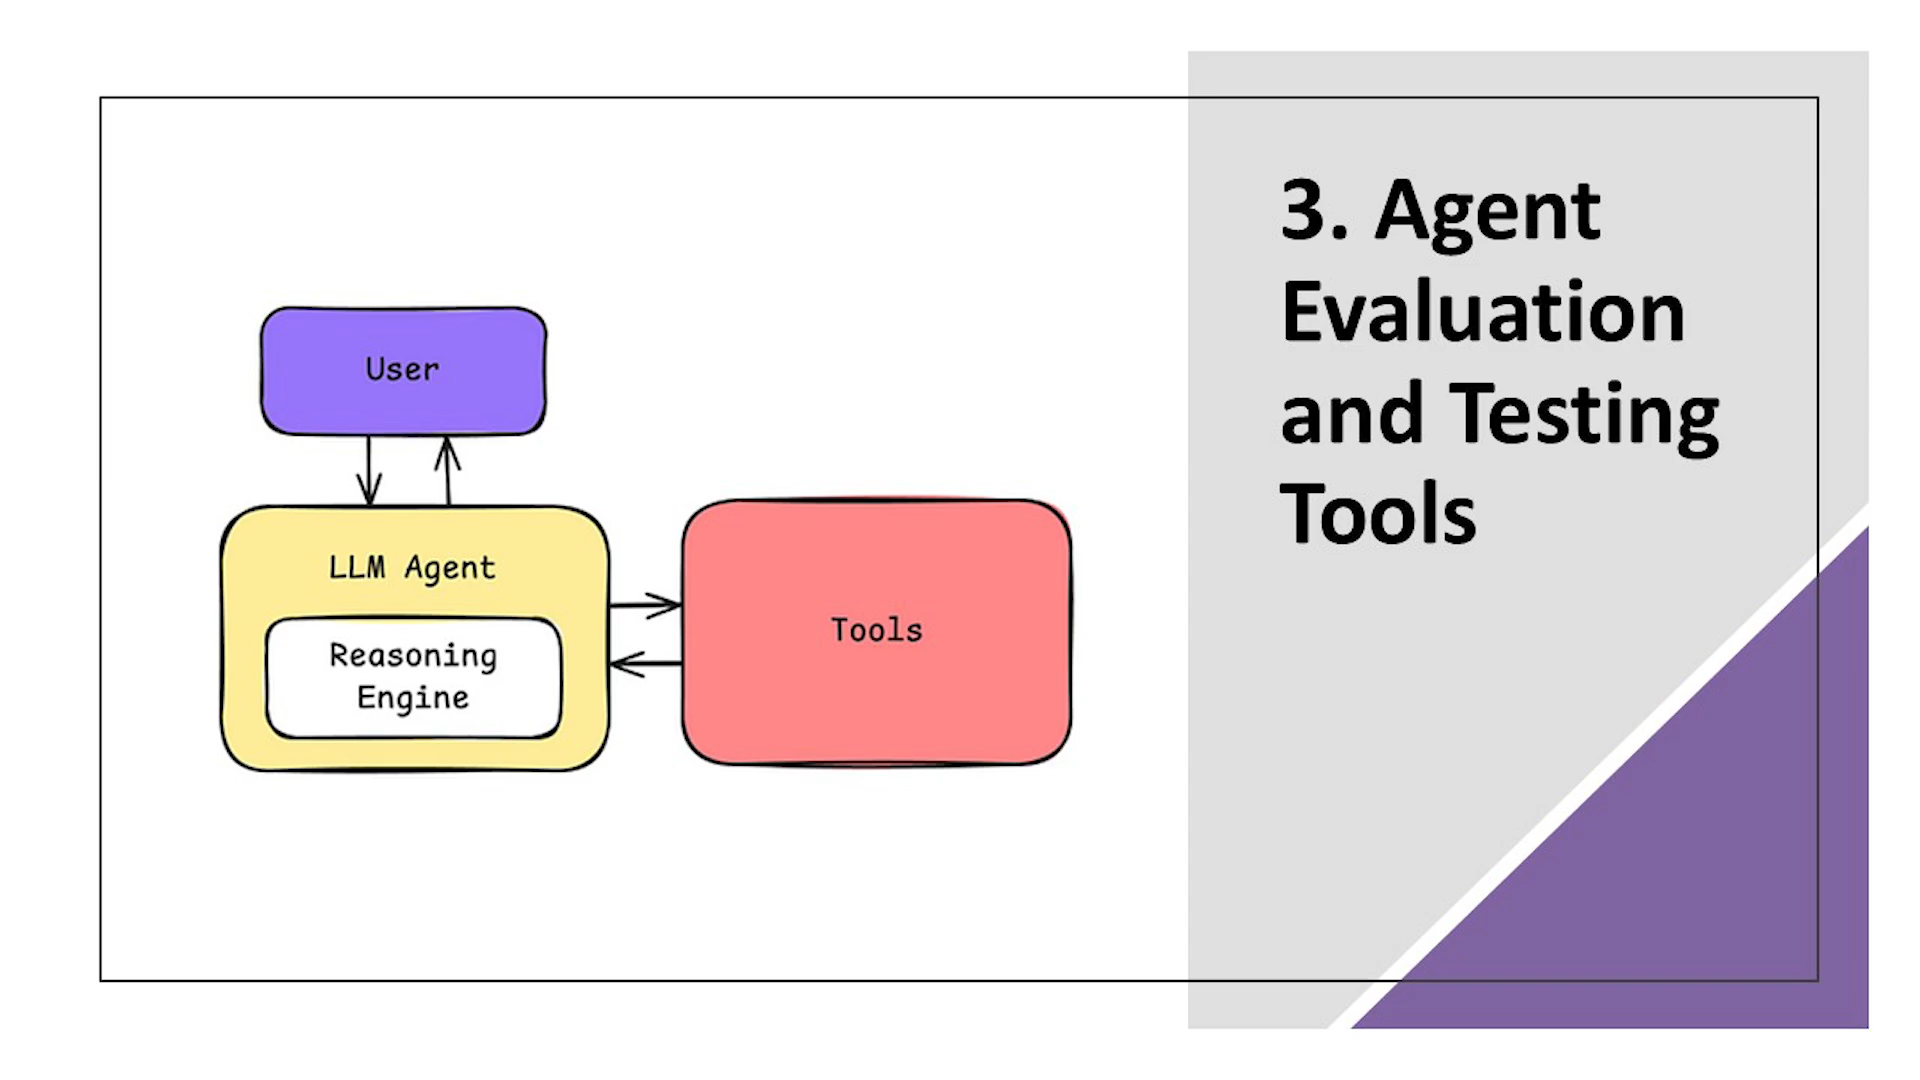 3. Agent
Evaluation
and Testing
Tools
User
LLM Agent
Reasoning
Engine
Tools